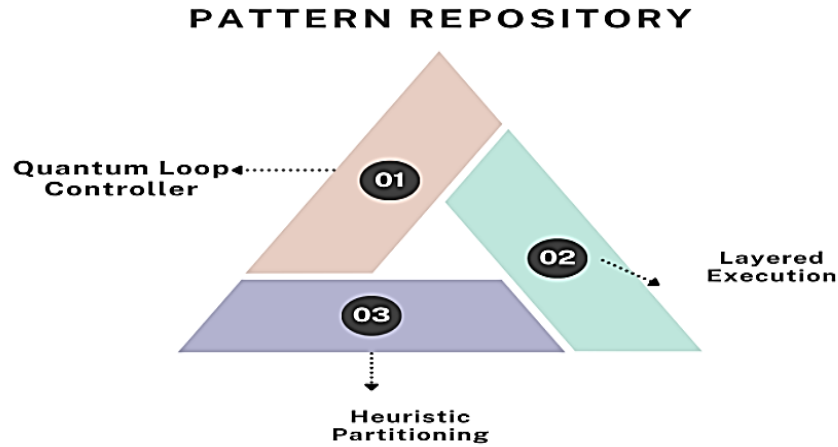 PATTERN REPOSITORY
01
Quantum Loop
Controller
02
Layered
Execution
03
Heuristic
Partitioning